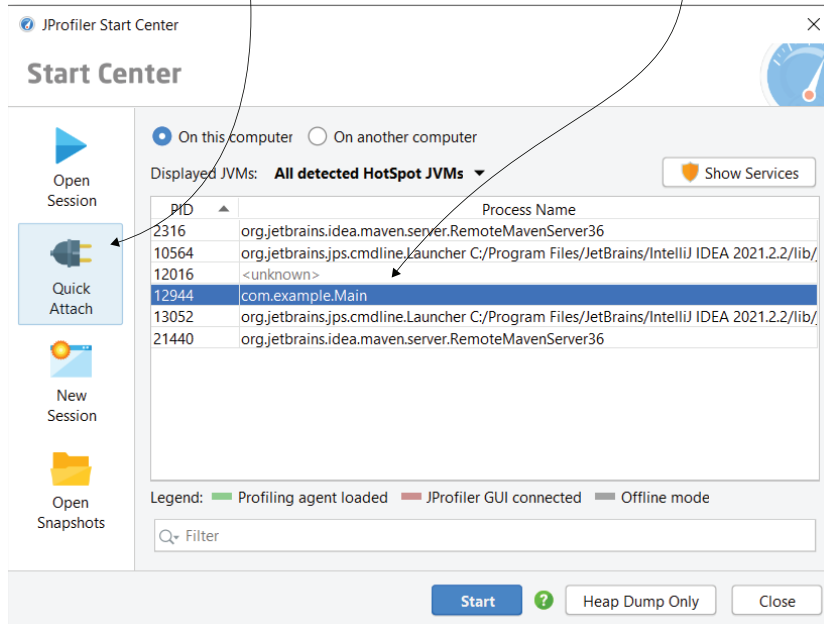 JProfiler Start Center
Start Center
Open Session
Quick Attach
New Session
Open Snapshots
On this computer On another computer
Displayed JVMs: All detected HotSpot JVMs Show Services
PID Process Name
2316 org.jetbrains.idea.maven.server.RemoteMavenServer36
10564 org.jetbrains.jps.cmdline.Launcher C:/Program Files/JetBrains/IntelliJ IDEA 2021.2.2/lib/
12016 <unknown>
12944 com.example.Main
13052 org.jetbrains.jps.cmdline.Launcher C:/Program Files/JetBrains/IntelliJ IDEA 2021.2.2/lib/
21440 org.jetbrains.idea.maven.server.RemoteMavenServer36
Legend: Profiling agent loaded JProfiler GUI connected Offline mode
Filter
Start ? Heap Dump Only Close